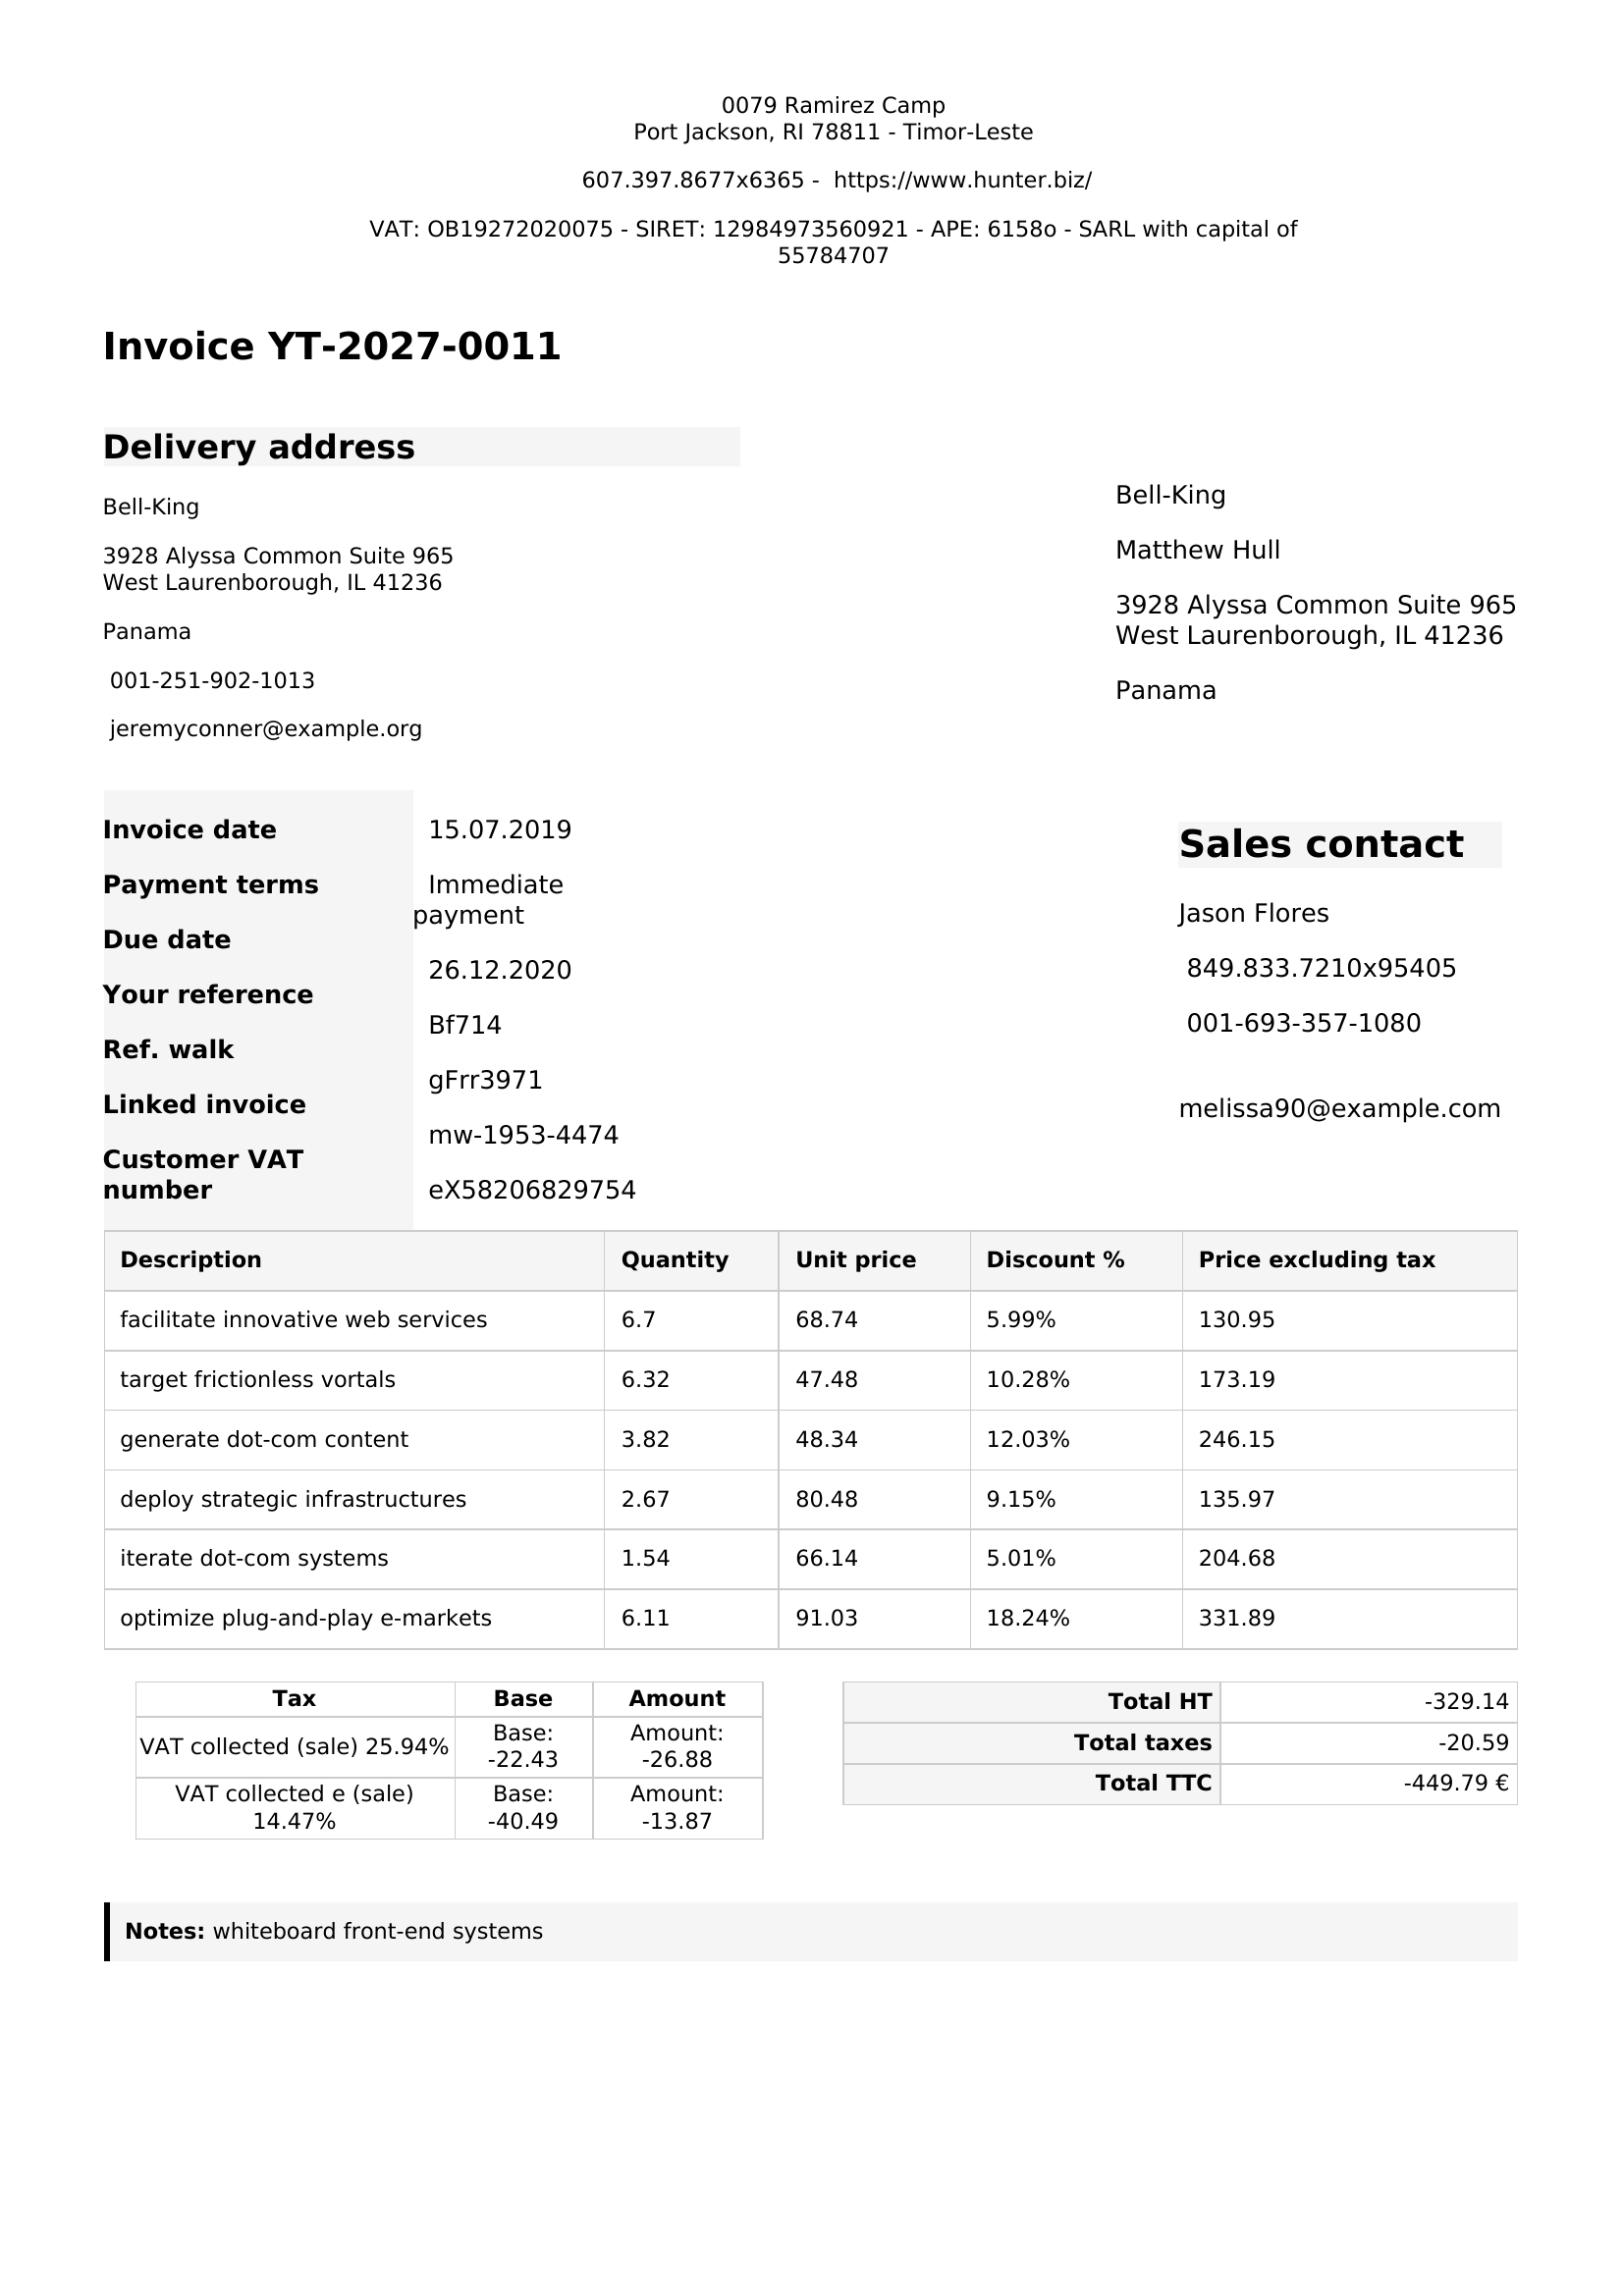 0079 Ramirez Camp
Port Jackson, RI 78811 - Timor-Leste
607.397.8677x6365 -  https://www.hunter.biz/
VAT: OB19272020075 - SIRET: 12984973560921 - APE: 6158o - SARL with capital of
55784707
Invoice YT-2027-0011
Delivery address
Bell-King
3928 Alyssa Common Suite 965
West Laurenborough, IL 41236
Panama
001-251-902-1013
jeremyconner@example.org
Bell-King
Matthew Hull
3928 Alyssa Common Suite 965
West Laurenborough, IL 41236
Panama
Invoice date
Payment terms
Due date
Your reference
Ref. walk
Linked invoice
Customer VAT
number
15.07.2019
Immediate
payment
26.12.2020
Bf714
gFrr3971
mw-1953-4474
eX58206829754
Sales contact
Jason Flores
849.833.7210x95405
001-693-357-1080
melissa90@example.com
Description Quantity Unit price Discount % Price excluding tax
facilitate innovative web services 6.7 68.74 5.99% 130.95
target frictionless vortals 6.32 47.48 10.28% 173.19
generate dot-com content 3.82 48.34 12.03% 246.15
deploy strategic infrastructures 2.67 80.48 9.15% 135.97
iterate dot-com systems 1.54 66.14 5.01% 204.68
optimize plug-and-play e-markets 6.11 91.03 18.24% 331.89
Tax Base Amount
VAT collected (sale) 25.94% Base: -22.43 Amount: -26.88
VAT collected e (sale) 14.47% Base: -40.49 Amount: -13.87
Total HT -329.14
Total taxes -20.59
Total TTC -449.79 €
Notes: whiteboard front-end systems